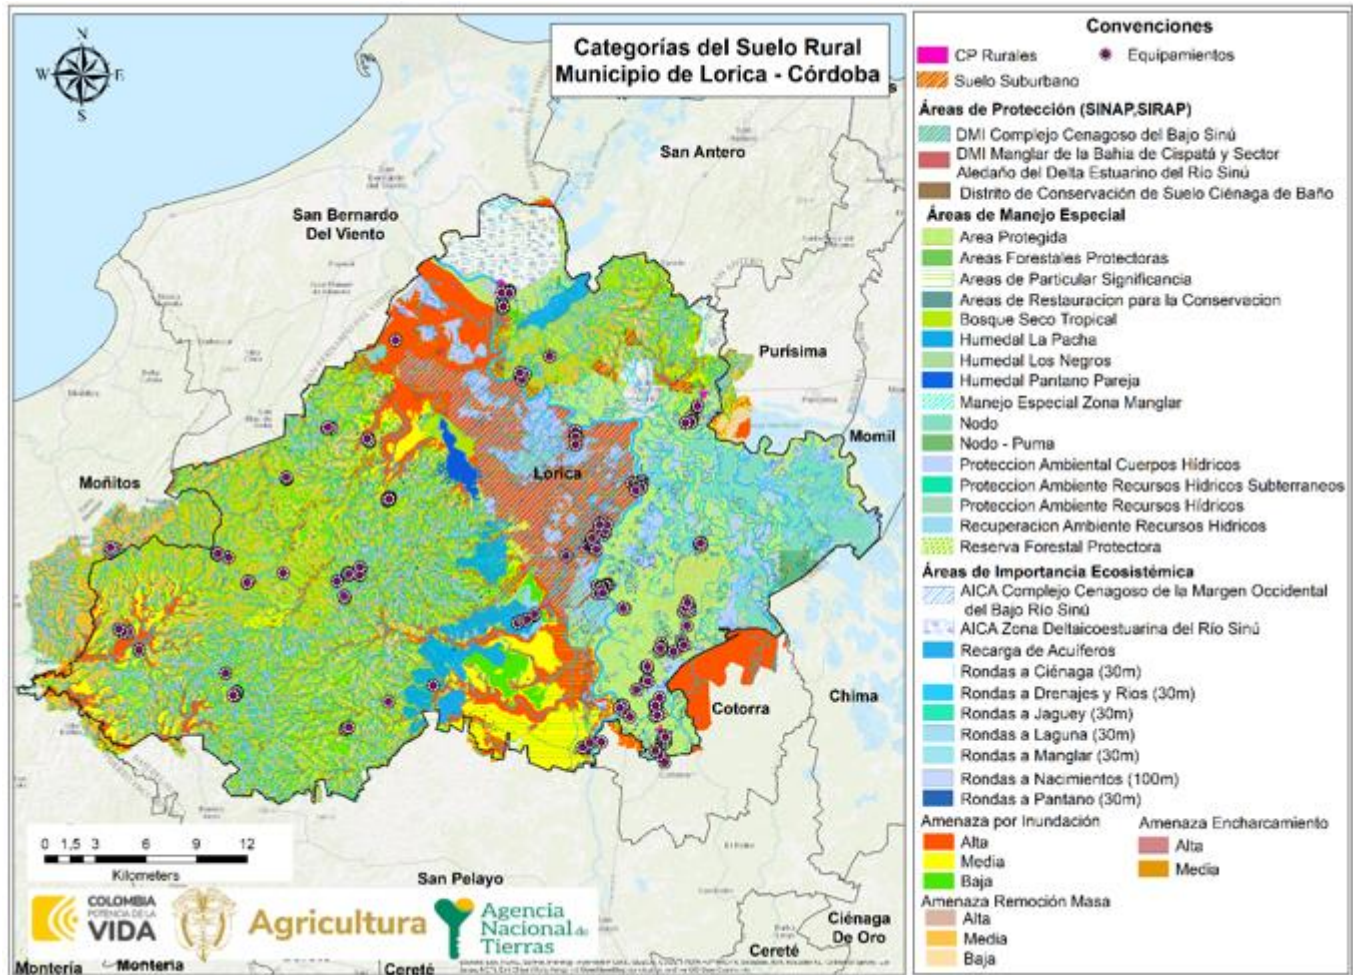 Categorías del Suelo Rural
Municipio de Lorica - Córdoba
N
W
E
S
San Antero
San Bernardo
Del Viento
Purísima
Momil
Lorica
Moñitos
Chima
Cotorra
San Pelayo
Ciénaga
De Oro
Cereté
Cereté
Montería
Montería
0 1,5 3 6 9 12
Kilometers
COLOMBIA
POTENCIA DE LA
VIDA
Agricultura
Agencia
Nacional de
Tierras
Convenciones
CP Rurales
Equipamientos
Suelo Suburbano
Áreas de Protección (SINAP,SIRAP)
DMI Complejo Cenagoso del Bajo Sinú
DMI Manglar de la Bahia de Cispatá y Sector
Aledaño del Delta Estuarino del Río Sinú
Distrito de Conservación de Suelo Ciénaga de Baño
Áreas de Manejo Especial
Area Protegida
Areas Forestales Protectoras
Areas de Particular Significancia
Areas de Restauracion para la Conservacion
Bosque Seco Tropical
Humedal La Pacha
Humedal Los Negros
Humedal Pantano Pareja
Manejo Especial Zona Manglar
Nodo
Nodo - Puma
Proteccion Ambiental Cuerpos Hídricos
Proteccion Ambiente Recursos Hidricos Subterraneos
Protección Ambiente Recursos Hídricos
Recuperacion Ambiente Recursos Hidricos
Reserva Forestal Protectora
Áreas de Importancia Ecosistémica
AICA Complejo Cenagoso de la Margen Occidental
del Bajo Río Sinú
AICA Zona Deltaicoestuarina del Río Sinú
Recarga de Acuíferos
Rondas a Ciénaga (30m)
Rondas a Drenajes y Rios (30m)
Rondas a Jaguey (30m)
Rondas a Laguna (30m)
Rondas a Manglar (30m)
Rondas a Nacimientos (100m)
Rondas a Pantano (30m)
Amenaza por Inundación
Alta
Media
Baja
Amenaza Encharcamiento
Alta
Media
Amenaza Remoción Masa
Alta
Media
Baja